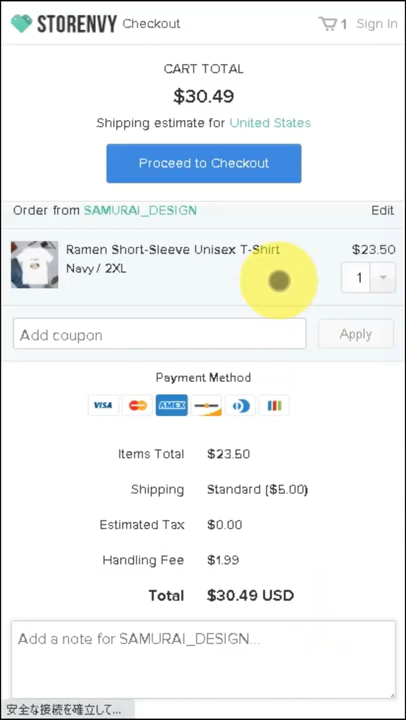 STORENVY Checkout 1 Sign In
CART TOTAL
$30.49
Shipping estimate for United States
Proceed to Checkout
Order from SAMURAI_DESIGN Edit
Ramen Short-Sleeve Unisex T-Shirt $23.50
Navy / 2XL 1
Add coupon Apply
Payment Method
VISA AMEX
Items Total $23.50
Shipping Standard ($5.00)
Estimated Tax $0.00
Handling Fee $1.99
Total $30.49 USD
Add a note for SAMURAI_DESIGN...
安全な接続を確立して...